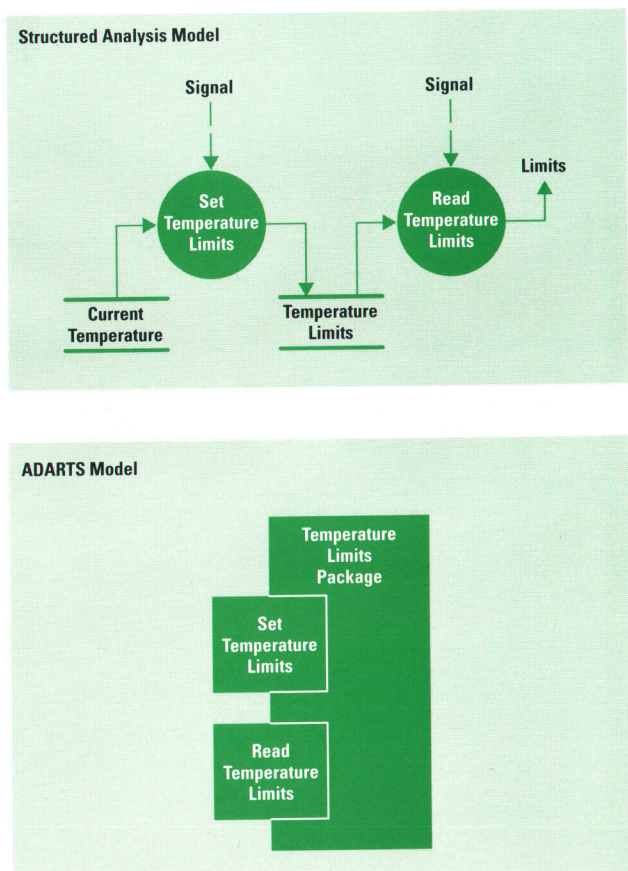 Structured Analysis Model
Signal
Signal
Limits
Set
Temperature
Limits
Read
Temperature
Limits
Current
Temperature
Temperature
Limits
ADARTS Model
Temperature
Limits
Package
Set
Temperature
Limits
Read
Temperature
Limits